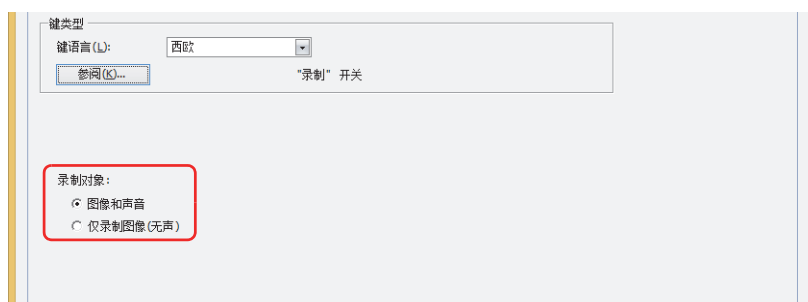 键类型
键语言(L): 西欧
参阅(K)... "录制" 开关
录制对象:
图像和声音
仅录制图像(无声)